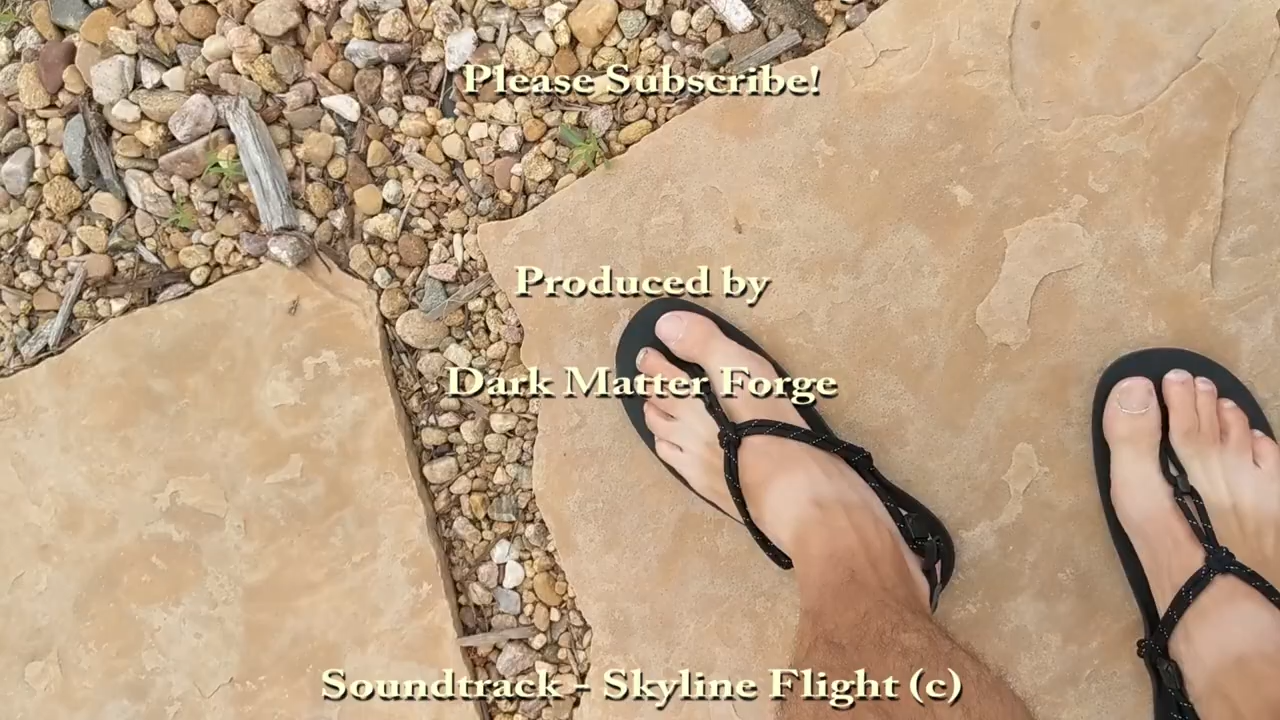 Please Subscribe!
Produced by
Dark Matter Forge
Soundtrack - Skyline Flight (c)